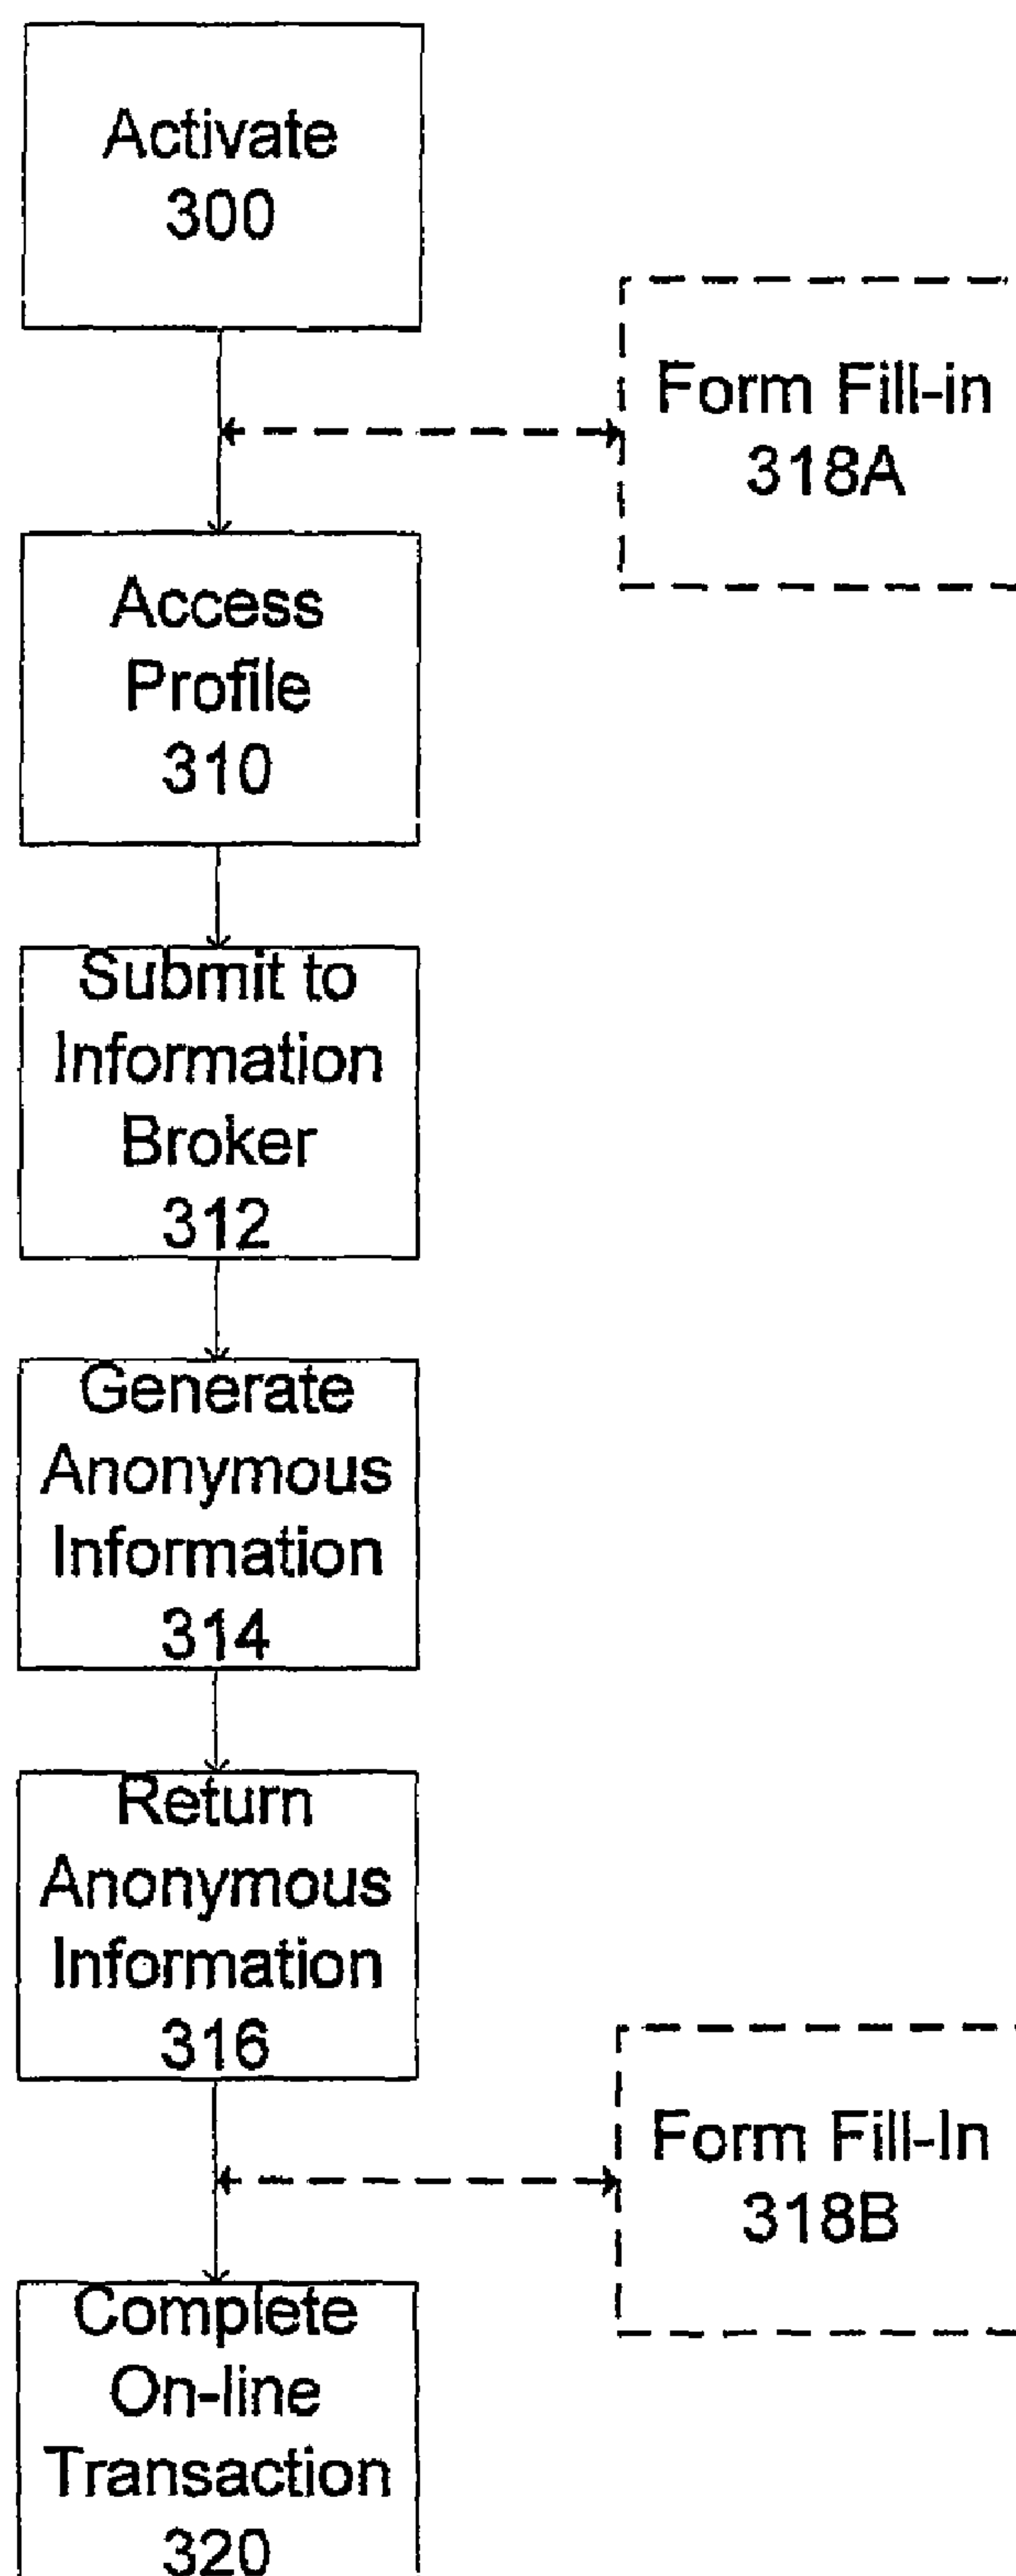 Activate
300
Form Fill-in
318A
Access
Profile
310
Submit to
Information
Broker
312
Generate
Anonymous
Information
314
Return
Anonymous
Information
316
Form Fill-In
318B
Complete
On-line
Transaction
320